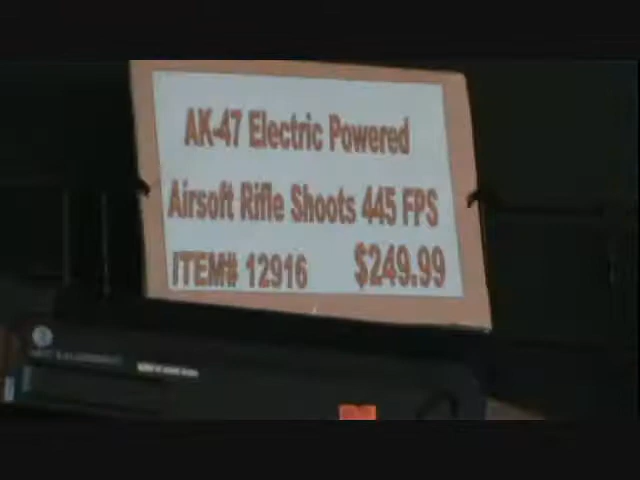 AK-47 Electric Powered
Airsoft Rifle Shoots 445 FPS
ITEM# 12916 $249.99